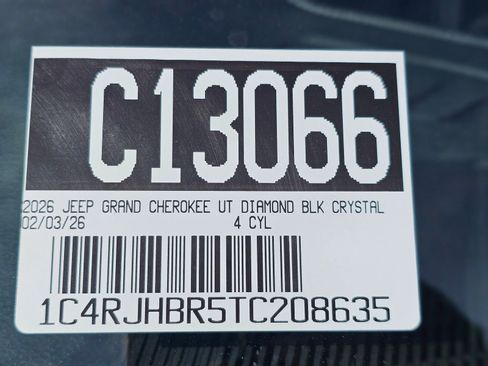 C13066
2026 JEEP GRAND CHEROKEE UT DIAMOND BLK CRYSTAL
02/03/26 4 CYL
1C4RJHBR5TC208635